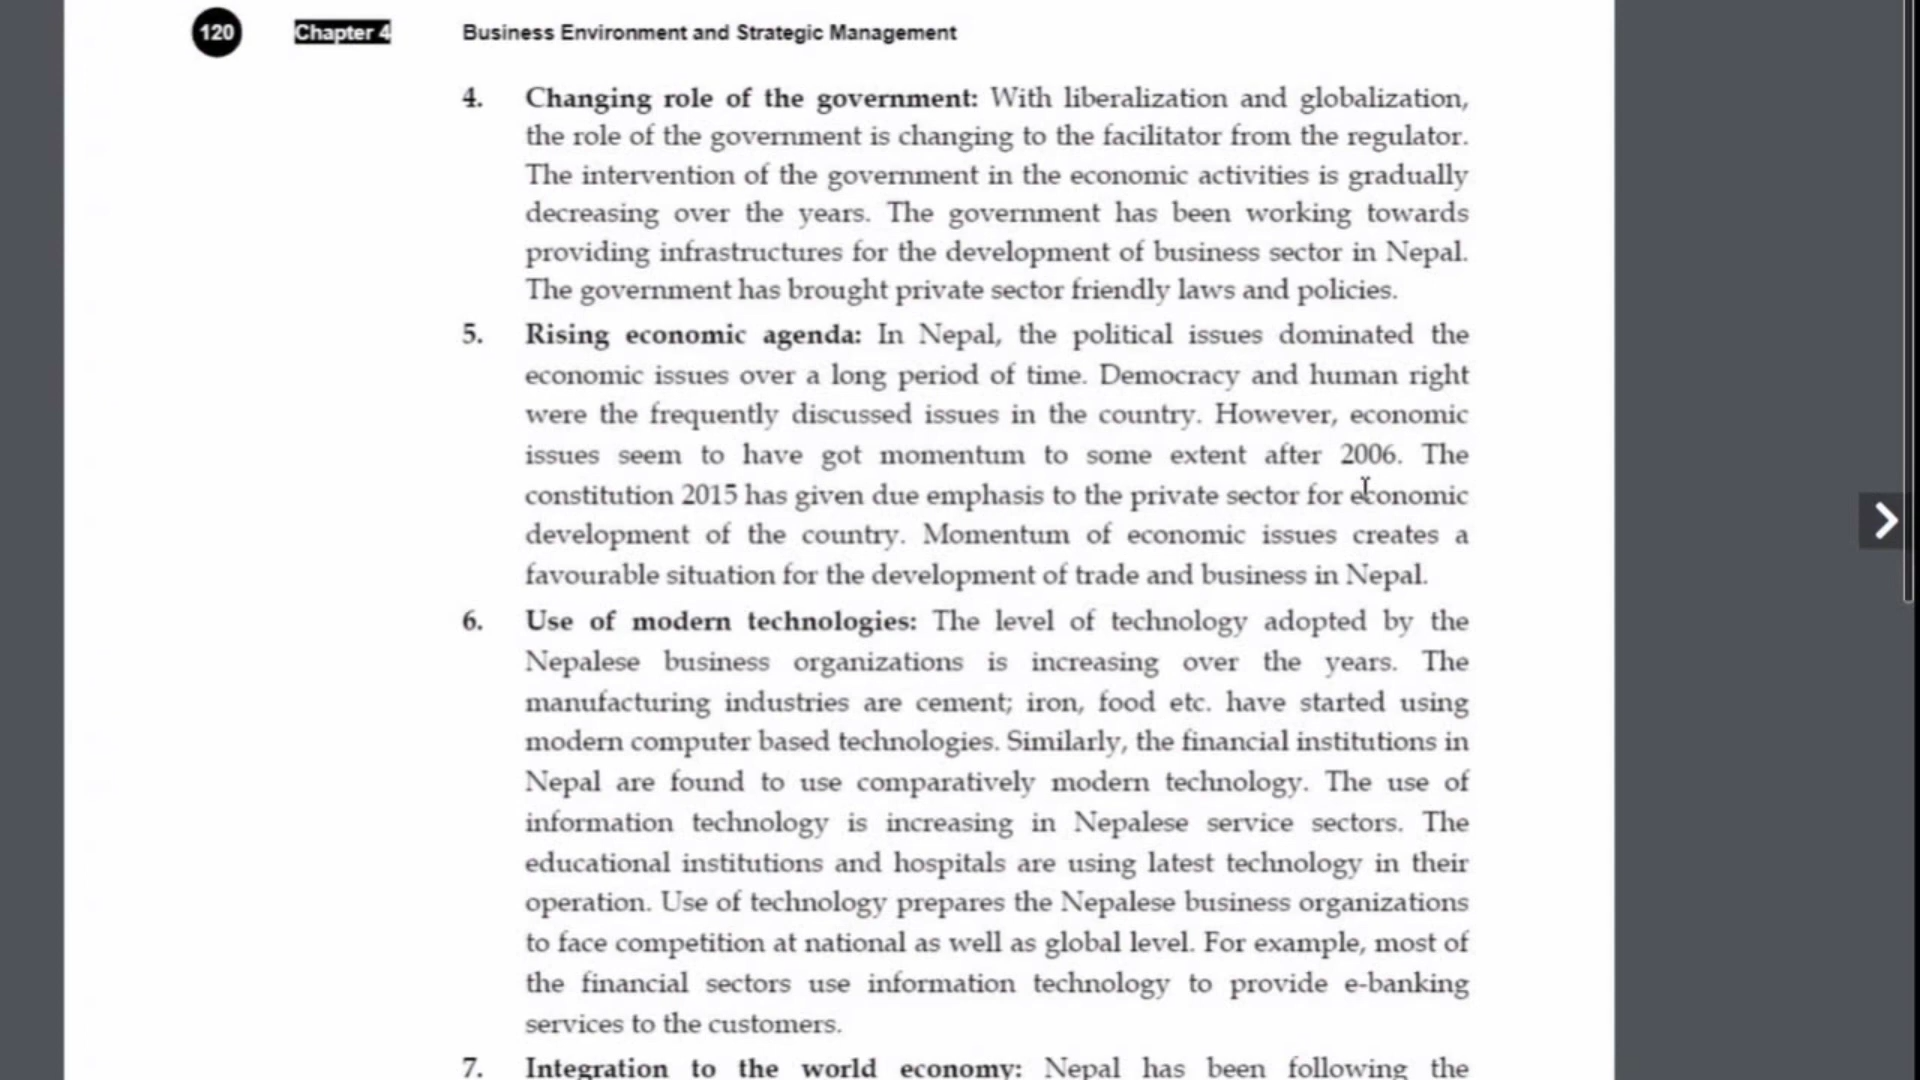 120 Chapter 4 Business Environment and Strategic Management
4. Changing role of the government: With liberalization and globalization,
the role of the government is changing to the facilitator from the regulator.
The intervention of the government in the economic activities is gradually
decreasing over the years. The government has been working towards
providing infrastructures for the development of business sector in Nepal.
The government has brought private sector friendly laws and policies.
5. Rising economic agenda: In Nepal, the political issues dominated the
economic issues over a long period of time. Democracy and human right
were the frequently discussed issues in the country. However, economic
issues seem to have got momentum to some extent after 2006. The
constitution 2015 has given due emphasis to the private sector for economic
development of the country. Momentum of economic issues creates a
favourable situation for the development of trade and business in Nepal.
6. Use of modern technologies: The level of technology adopted by the
Nepalese business organizations is increasing over the years. The
manufacturing industries are cement; iron, food etc. have started using
modern computer based technologies. Similarly, the financial institutions in
Nepal are found to use comparatively modern technology. The use of
information technology is increasing in Nepalese service sectors. The
educational institutions and hospitals are using latest technology in their
operation. Use of technology prepares the Nepalese business organizations
to face competition at national as well as global level. For example, most of
the financial sectors use information technology to provide e-banking
services to the customers.
7. Integration to the world economy: Nepal has been following the